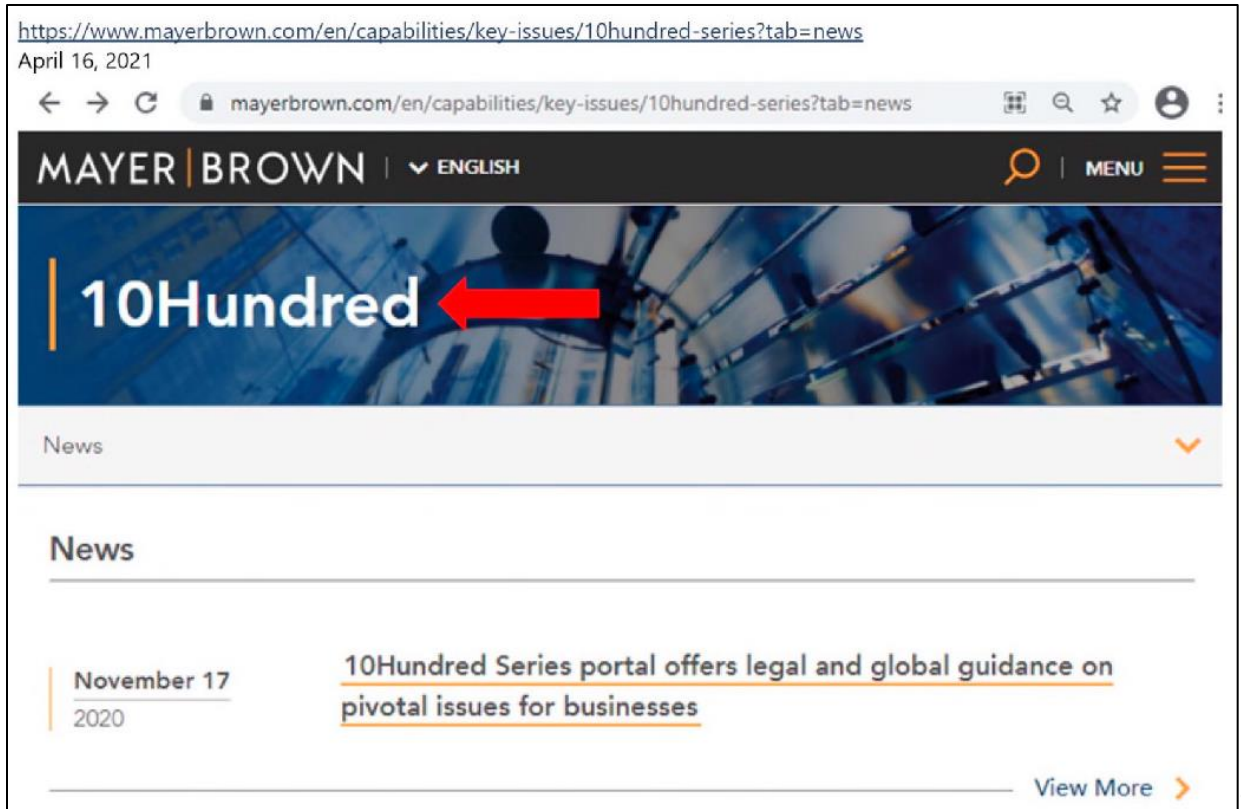 https://www.mayerbrown.com/en/capabilities/key-issues/10hundred-series?tab=news
April 16, 2021
mayerbrown.com/en/capabilities/key-issues/10hundred-series?tab=news
MAYER|BROWN | ENGLISH | MENU
10Hundred
News
News
November 17
2020
10Hundred Series portal offers legal and global guidance on
pivotal issues for businesses
View More